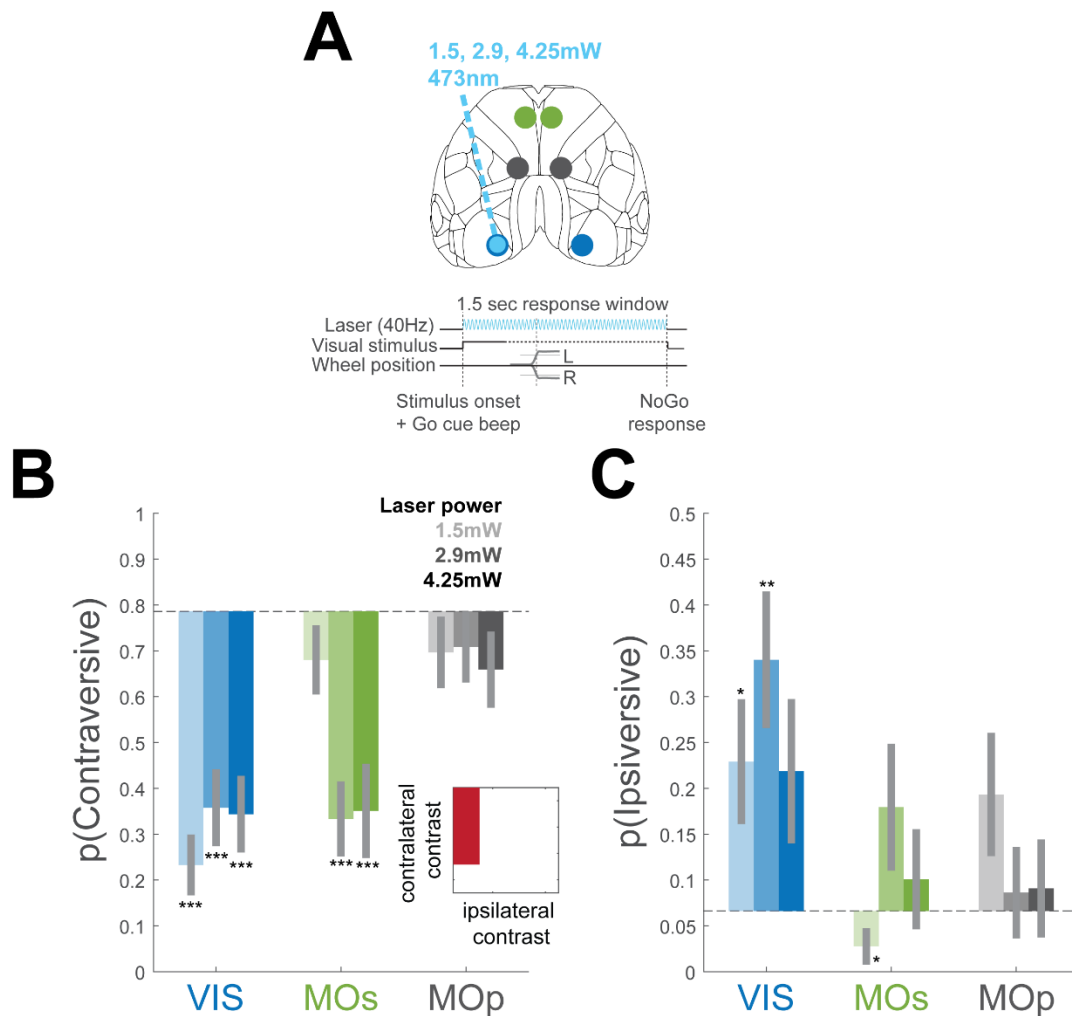 A
1.5, 2.9, 4.25mW
473nm
1.5 sec response window
Laser (40Hz)
Visual stimulus
Wheel position
L
R
Stimulus onset
+ Go cue beep
NoGo
response
B
Laser power
1.5mW
2.9mW
4.25mW
p(Contraversive)
1
0.9
0.8
0.7
0.6
0.5
0.4
0.3
0.2
0.1
0
***
***
***
***
***
contralateral
contrast
ipsilateral
contrast
VIS
MOs
MOp
C
p(Ipsiversive)
0.5
0.45
0.4
0.35
0.3
0.25
0.2
0.15
0.1
0.05
0
*
**
*
VIS
MOs
MOp